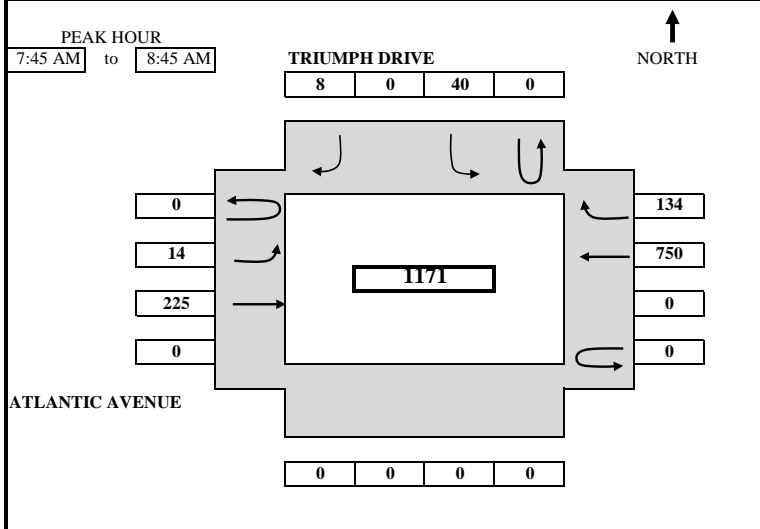 PEAK HOUR
7:45 AM to 8:45 AM
TRIUMPH DRIVE
NORTH
8 0 40 0
0
134
14
750
1171
225
0
0
0
ATLANTIC AVENUE
0 0 0 0